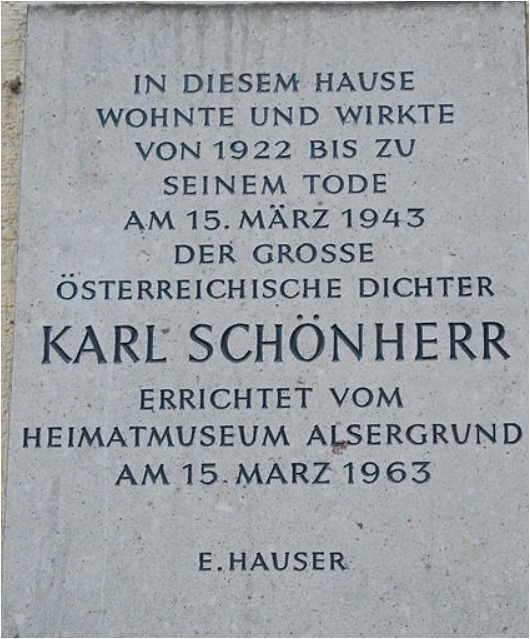 IN DIESEM HAUSE
WOHNTE UND WIRKTE
VON 1922 BIS ZU
SEINEM TODE
AM 15. MÄRZ 1943
DER GROSSE
ÖSTERREICHISCHE DICHTER
KARL SCHÖNHERR
ERRICHTET VOM
HEIMATMUSEUM ALSERGRUND
AM 15. MÄRZ 1963
E. HAUSER